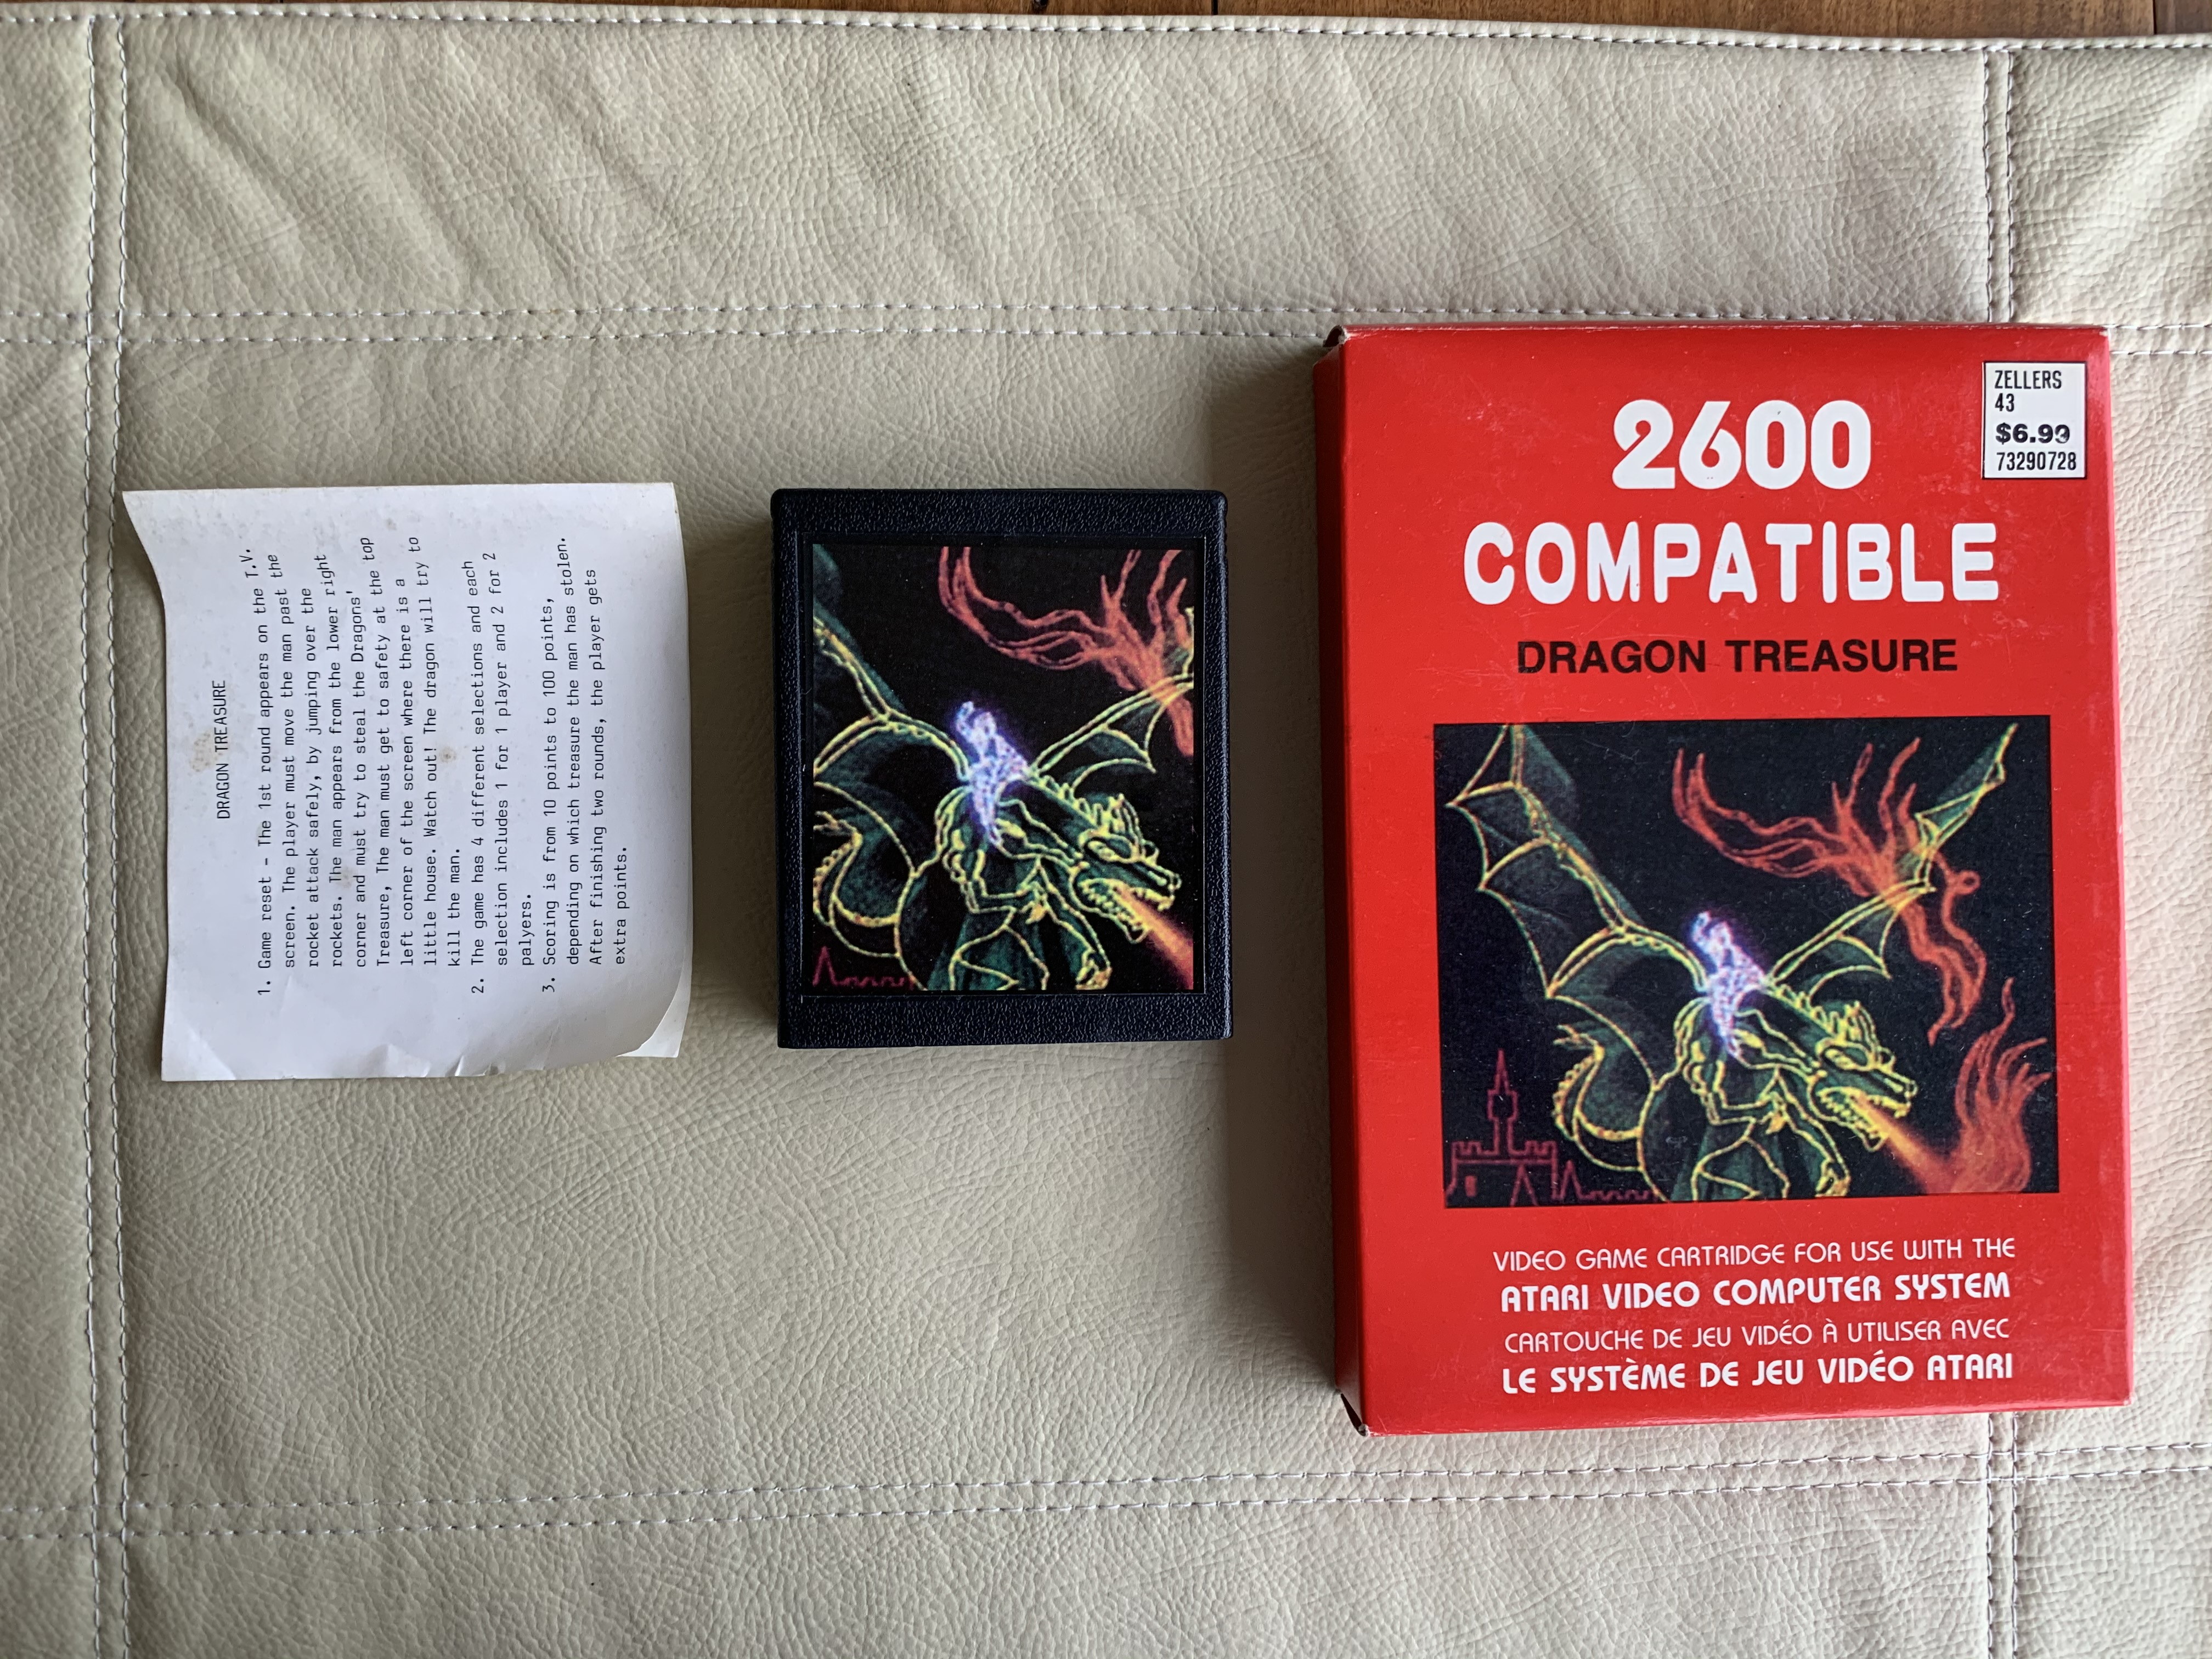 DRAGON TREASURE
1. Game reset - The 1st round appears on the T.V.
screen. The player must move the man past the
rocket attack safely, by jumping over the
rockets. The man appears from the lower right
corner and must try to steal the Dragons'
Treasure, The man must get to safety at the top
left corner of the screen where there is a
little house. Watch out! The dragon will try to
kill the man.
2. The game has 4 different selections and each
selection includes 1 for 1 player and 2 for 2
palyers.
3. Scoring is from 10 points to 100 points,
depending on which treasure the man has stolen.
After finishing two rounds, the player gets
extra points.
2600
COMPATIBLE
DRAGON TREASURE
ZELLERS
43
$6.99
73290728
VIDEO GAME CARTRIDGE FOR USE WITH THE
ATARI VIDEO COMPUTER SYSTEM
CARTOUCHE DE JEU VIDÉO À UTILISER AVEC
LE SYSTÈME DE JEU VIDÉO ATARI